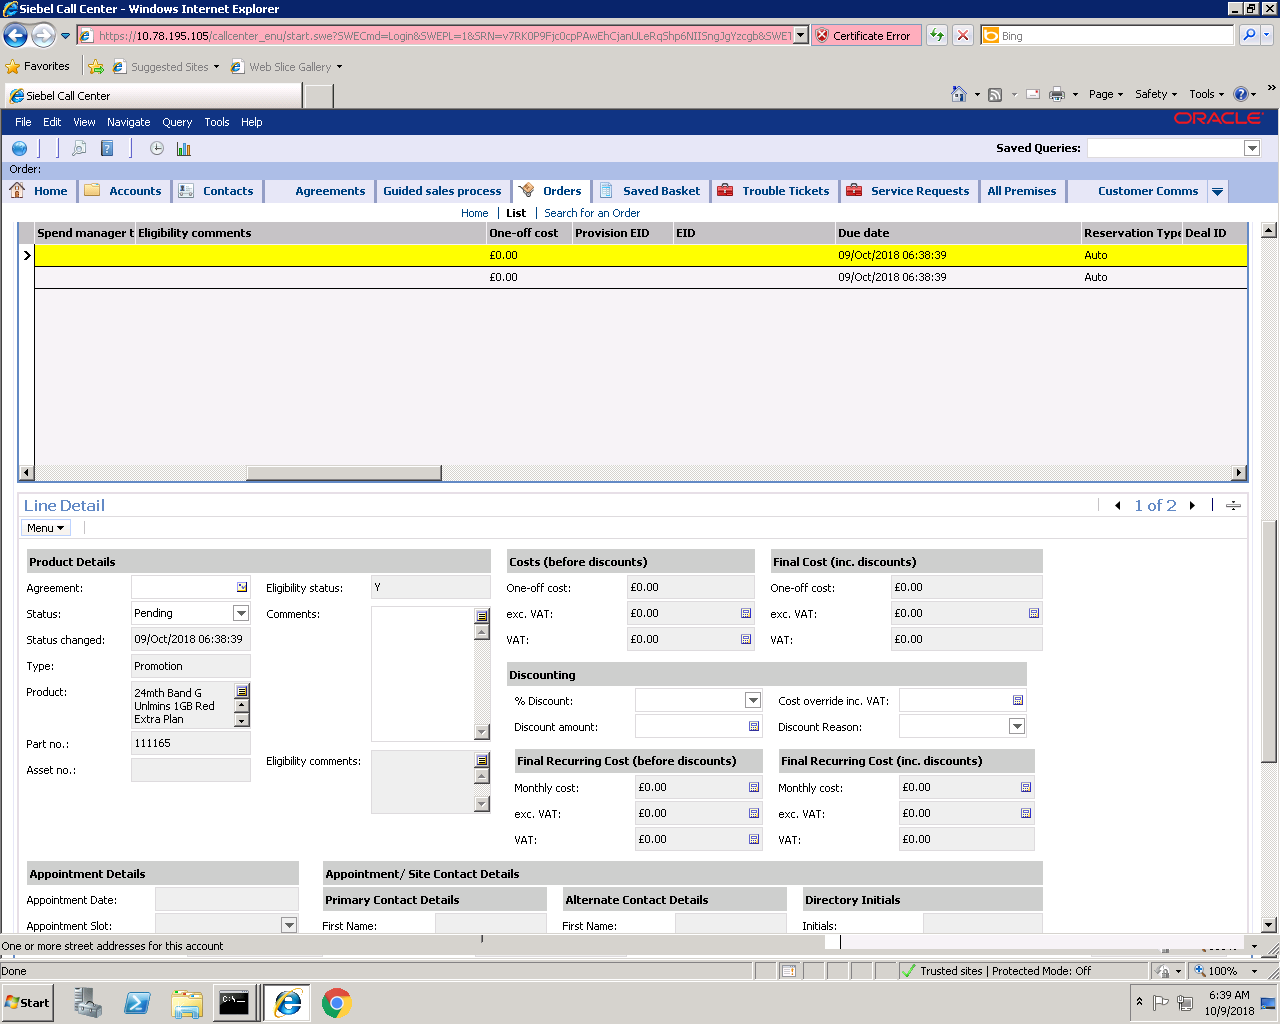 Siebel Call Center - Windows Internet Explorer
https://10.78.195.105/callcenter_enu/start.swe?SWECmd=Login&SWEPL=1&SRN=v7RK0P9Fjc0cpPAwEhCjanULeRqShp6NIISngJgYzcgb&SWET
Certificate Error
Bing
Favorites
Suggested Sites
Web Slice Gallery
Siebel Call Center
Page
Safety
Tools
File Edit View Navigate Query Tools Help
ORACLE
Saved Queries:
Order:
Home Accounts Contacts Agreements Guided sales process Orders Saved Basket Trouble Tickets Service Requests All Premises Customer Comms
Home | List | Search for an Order
Spend manager t Eligibility comments One-off cost Provision EID EID Due date Reservation Type Deal ID
£0.00 09/Oct/2018 06:38:39 Auto
£0.00 09/Oct/2018 06:38:39 Auto
Line Detail
1 of 2
Menu
Product Details
Agreement:
Status: Pending
Status changed: 09/Oct/2018 06:38:39
Type: Promotion
Product: 24mth Band G
Unlmins 1GB Red
Extra Plan
Part no.: 111165
Asset no.:
Eligibility status: Y
Comments:
Eligibility comments:
Costs (before discounts)
One-off cost: £0.00
exc. VAT: £0.00
VAT: £0.00
Final Cost (inc. discounts)
One-off cost: £0.00
exc. VAT: £0.00
VAT: £0.00
Discounting
% Discount:
Cost override inc. VAT:
Discount amount:
Discount Reason:
Final Recurring Cost (before discounts)
Monthly cost: £0.00
exc. VAT: £0.00
VAT: £0.00
Final Recurring Cost (inc. discounts)
Monthly cost: £0.00
exc. VAT: £0.00
VAT: £0.00
Appointment Details
Appointment Date:
Appointment Slot:
Appointment/ Site Contact Details
Primary Contact Details
First Name:
Alternate Contact Details
First Name:
Directory Initials
Initials:
One or more street addresses for this account
Done
Trusted sites | Protected Mode: Off
100%
Start
6:39 AM
10/9/2018